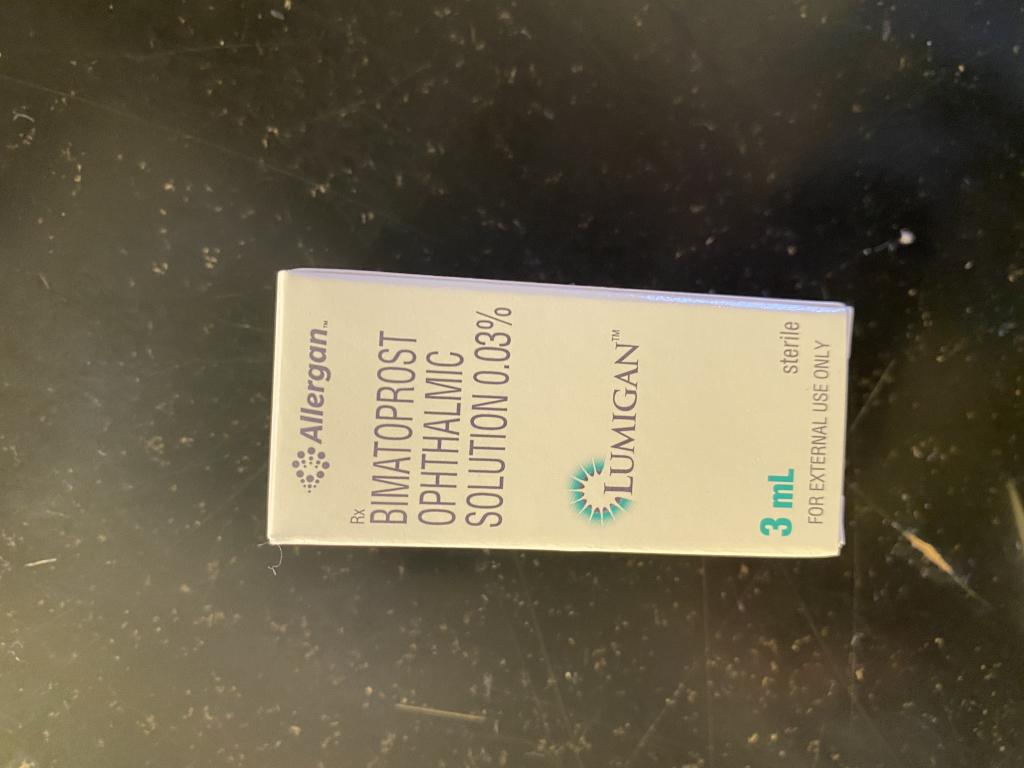 Allergan™
Rx
BIMATOPROST
OPHTHALMIC
SOLUTION 0.03%
LUMIGAN™
3 mL sterile
FOR EXTERNAL USE ONLY